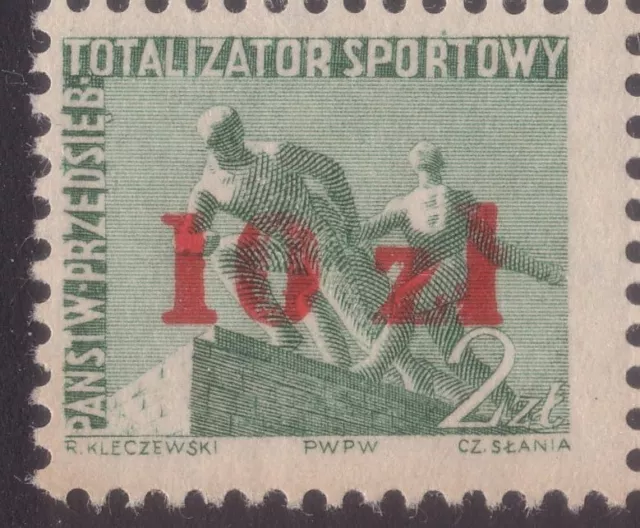 TOTALIZATOR SPORTOWY
PAŃSTW·PRZEDSIĘB·
10 zł
2 zł
R. KLECZEWSKI PWPW CZ. SŁANIA